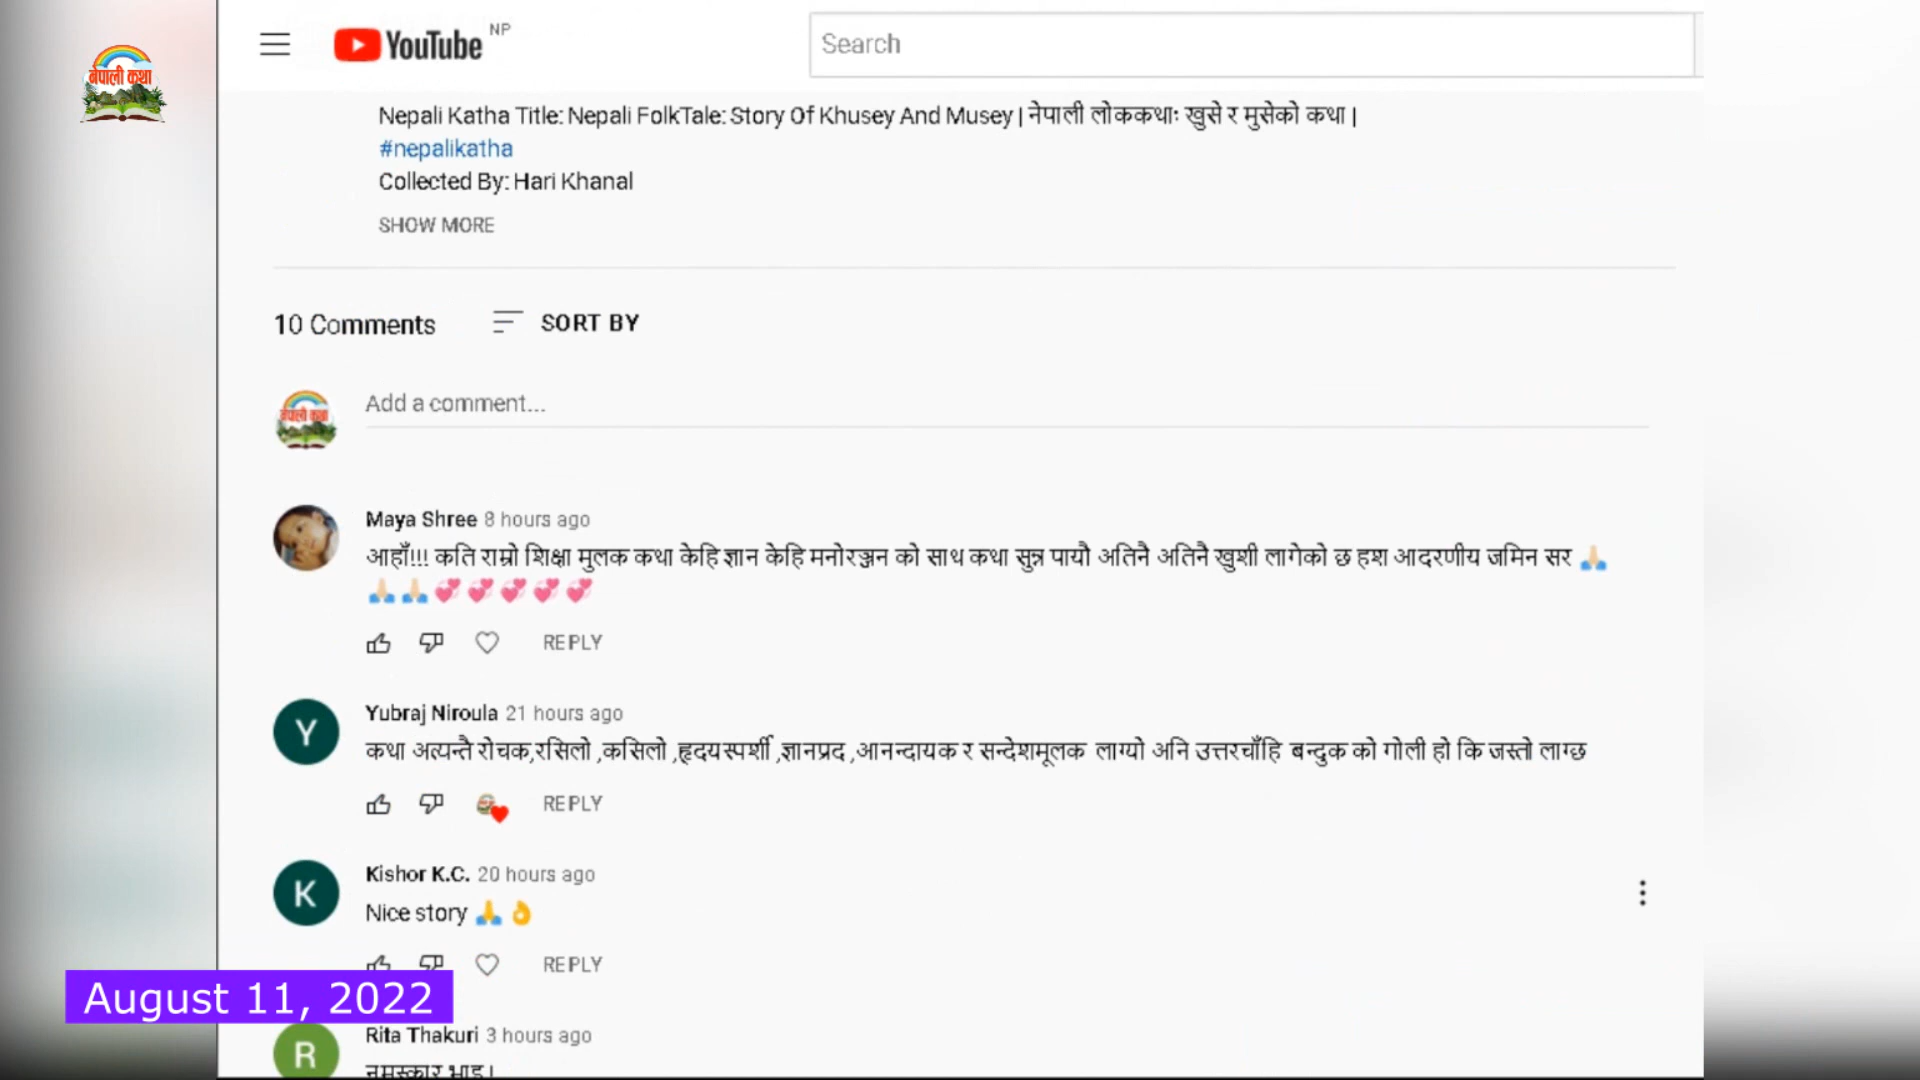 नेपाली कथा
YouTube NP
Search
Nepali Katha Title: Nepali FolkTale: Story Of Khusey And Musey | नेपाली लोककथाः खुसे र मुसेको कथा |
#nepalikatha
Collected By: Hari Khanal
SHOW MORE
10 Comments SORT BY
नेपाली कथा
Add a comment...
Maya Shree 8 hours ago
आहाँ!!! कति राम्रो शिक्षा मुलक कथा केहि ज्ञान केहि मनोरञ्जन को साथ कथा सुन्न पायौ अतिनै अतिनै खुशी लागेको छ हश आदरणीय जमिन सर 🙏🏻
🙏🏻🙏🏻💞💞💞💞💞
REPLY
Y
Yubraj Niroula 21 hours ago
कथा अत्यन्तै रोचक,रसिलो ,कसिलो ,हृदयस्पर्शी ,ज्ञानप्रद ,आनन्दायक र सन्देशमूलक लाग्यो अनि उत्तरचाँहि बन्दुक को गोली हो कि जस्तो लाग्छ
REPLY
K
Kishor K.C. 20 hours ago
Nice story 🙏👌
REPLY
August 11, 2022
R
Rita Thakuri 3 hours ago
नमस्कार भाइ।